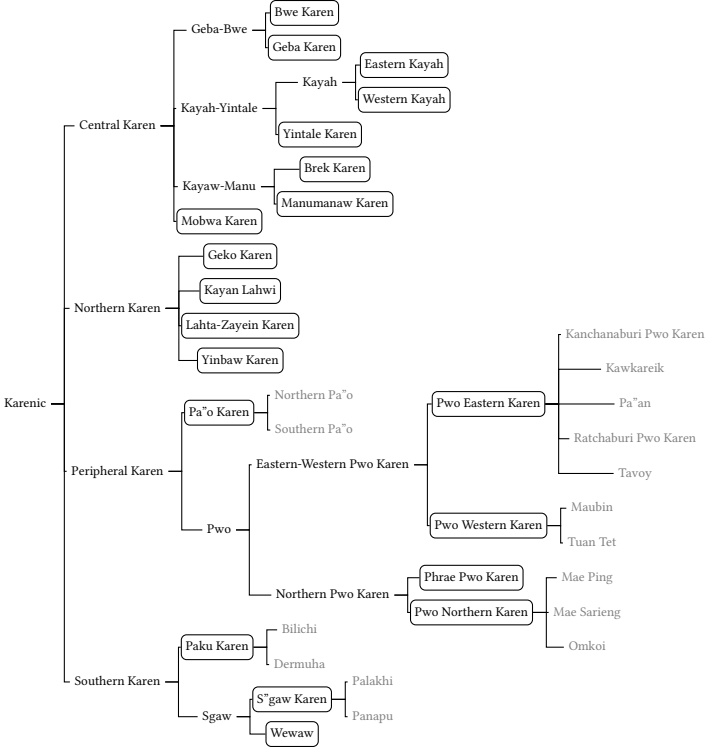 Bwe Karen
Geba-Bwe
Geba Karen
Eastern Kayah
Kayah
Kayah-Yintale
Western Kayah
Central Karen
Yintale Karen
Brek Karen
Kayaw-Manu
Manumanaw Karen
Mobwa Karen
Geko Karen
Kayan Lahwi
Northern Karen
Lahta-Zayein Karen
Kanchanaburi Pwo Karen
Yinbaw Karen
Kawkareik
Northern Pa”o
Karenic
Pa”o Karen
Pwo Eastern Karen
Pa”an
Southern Pa”o
Ratchaburi Pwo Karen
Eastern-Western Pwo Karen
Peripheral Karen
Tavoy
Maubin
Pwo
Pwo Western Karen
Tuan Tet
Phrae Pwo Karen
Mae Ping
Northern Pwo Karen
Pwo Northern Karen
Mae Sarieng
Bilichi
Paku Karen
Omkoi
Dermuha
Southern Karen
Palakhi
S”gaw Karen
Sgaw
Panapu
Wewaw